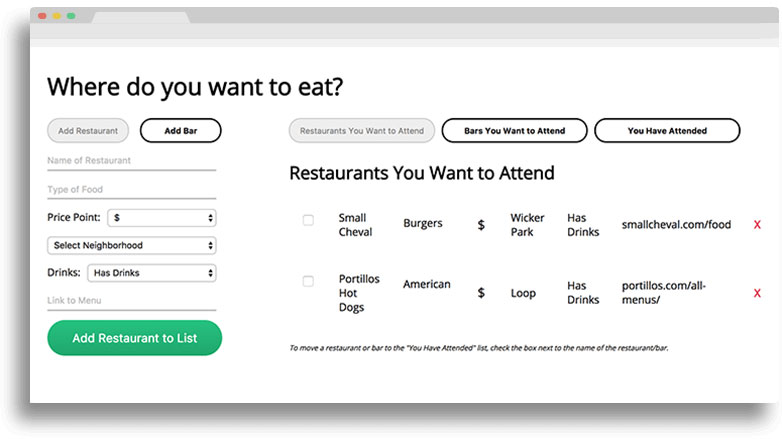 Where do you want to eat?
Add Restaurant
Add Bar
Name of Restaurant
Type of Food
Price Point: $
Select Neighborhood
Drinks: Has Drinks
Link to Menu
Add Restaurant to List
Restaurants You Want to Attend
Bars You Want to Attend
You Have Attended
Restaurants You Want to Attend
Small
Cheval
Burgers
$
Wicker
Park
Has
Drinks
smallcheval.com/food
X
Portillos
Hot
Dogs
American
$
Loop
Has
Drinks
portillos.com/all-
menus/
X
To move a restaurant or bar to the "You Have Attended" list, check the box next to the name of the restaurant/bar.